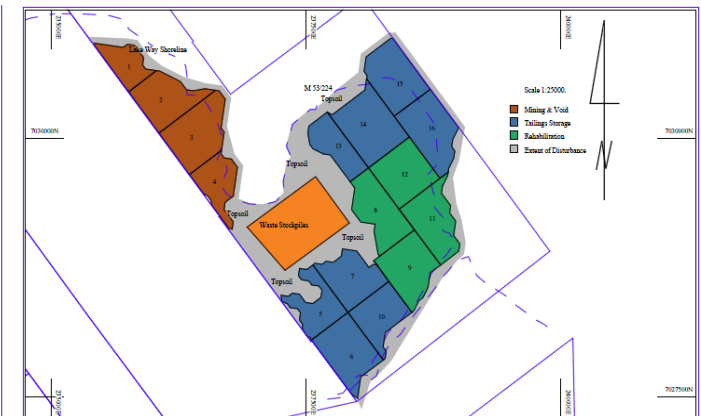 Lake Way Shoreline
1
2
3
4
M 53/224
Topsoil
Topsoil
Topsoil
Topsoil
Topsoil
Waste Stockpiles
15
14
16
13
12
8
11
9
7
5
10
6
Scale 1:25000.
Mining & Void
Tailings Storage
Rehabilitation
Extent of Disturbance
N
7030000N
7030000N
7027500N